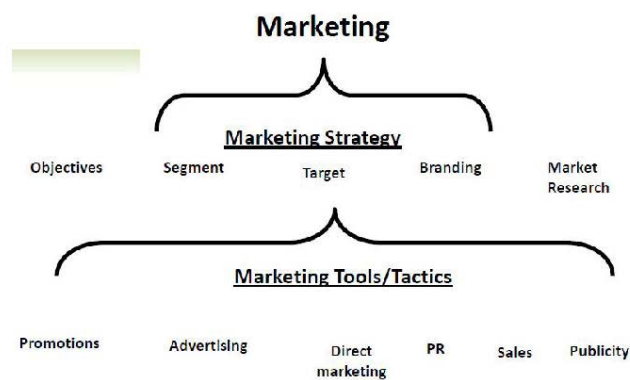 Marketing
Marketing Strategy
Objectives Segment Target Branding Market
Research
Marketing Tools/Tactics
Promotions Advertising Direct
marketing PR Sales Publicity